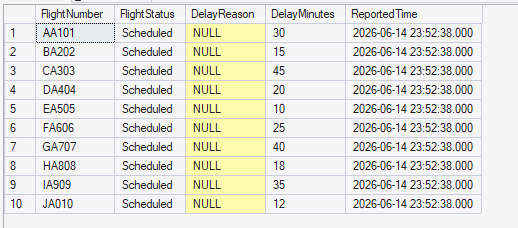 FlightNumber FlightStatus DelayReason DelayMinutes ReportedTime
1 AA101 Scheduled NULL 30 2026-06-14 23:52:38.000
2 BA202 Scheduled NULL 15 2026-06-14 23:52:38.000
3 CA303 Scheduled NULL 45 2026-06-14 23:52:38.000
4 DA404 Scheduled NULL 20 2026-06-14 23:52:38.000
5 EA505 Scheduled NULL 10 2026-06-14 23:52:38.000
6 FA606 Scheduled NULL 25 2026-06-14 23:52:38.000
7 GA707 Scheduled NULL 40 2026-06-14 23:52:38.000
8 HA808 Scheduled NULL 18 2026-06-14 23:52:38.000
9 IA909 Scheduled NULL 35 2026-06-14 23:52:38.000
10 JA010 Scheduled NULL 12 2026-06-14 23:52:38.000